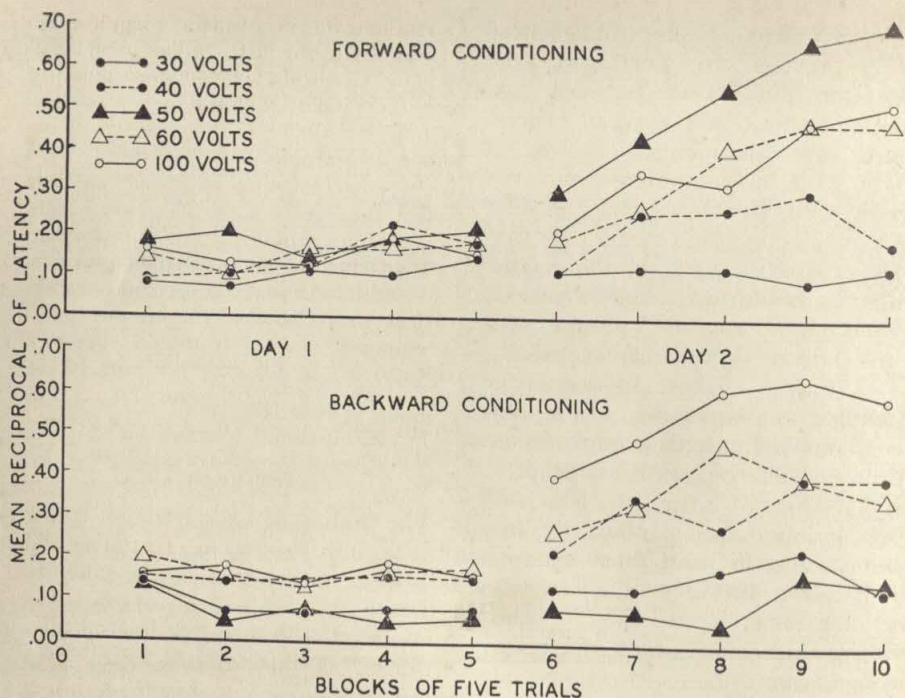 MEAN RECIPROCAL OF LATENCY
FORWARD CONDITIONING
.70
.60
.50
.40
.30
.20
.10
.00
30 VOLTS
40 VOLTS
50 VOLTS
60 VOLTS
100 VOLTS
DAY 1
DAY 2
BACKWARD CONDITIONING
.70
.60
.50
.40
.30
.20
.10
.00
0 1 2 3 4 5 6 7 8 9 10
BLOCKS OF FIVE TRIALS